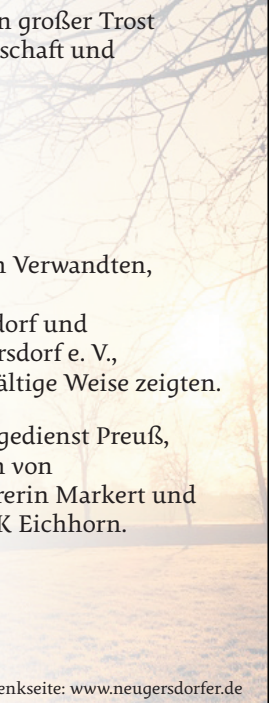 n großer Trost
schaft und
n Verwandten,
dorf und
rsdorf e. V.,
ältige Weise zeigten.
gedienst Preuß,
n von
rerin Markert und
K Eichhorn.
enkseite: www.neugersdorfer.de